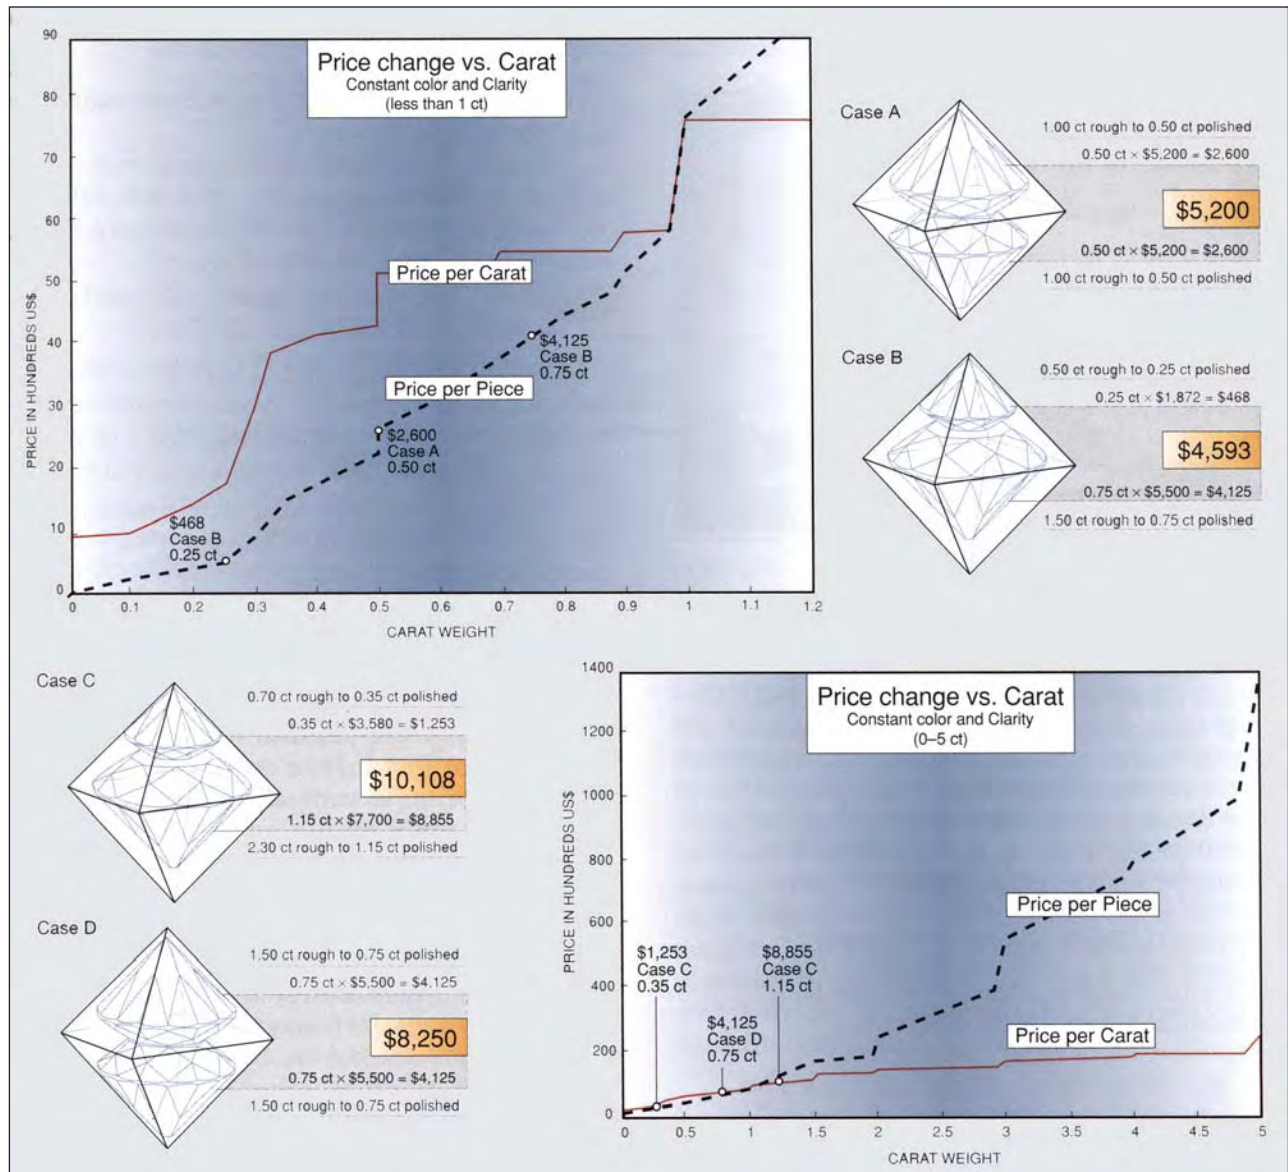 Price change vs. Carat
Constant color and Clarity
(less than 1 ct)
PRICE IN HUNDREDS US$
90
80
70
60
50
40
30
20
10
0
Price per Carat
Price per Piece
$4,125
Case B
0.75 ct
$2,600
Case A
0.50 ct
$468
Case B
0.25 ct
0 0.1 0.2 0.3 0.4 0.5 0.6 0.7 0.8 0.9 1 1.1 1.2
CARAT WEIGHT
Case A
1.00 ct rough to 0.50 ct polished
0.50 ct × $5,200 = $2,600
$5,200
0.50 ct × $5,200 = $2,600
1.00 ct rough to 0.50 ct polished
Case B
0.50 ct rough to 0.25 ct polished
0.25 ct × $1.872 = $468
$4,593
0.75 ct × $5,500 = $4,125
1.50 ct rough to 0.75 ct polished
Case C
0.70 ct rough to 0.35 ct polished
0.35 ct × $3.580 = $1,253
$10,108
1.15 ct × $7,700 = $8,855
2.30 ct rough to 1.15 ct polished
Case D
1.50 ct rough to 0.75 ct polished
0.75 ct × $5,500 = $4,125
$8,250
0.75 ct × $5,500 = $4,125
1.50 ct rough to 0.75 ct polished
Price change vs. Carat
Constant color and Clarity
(0–5 ct)
PRICE IN HUNDREDS US$
1400
1200
1000
800
600
400
200
0
Price per Piece
Price per Carat
$1,253
Case C
0.35 ct
$8,855
Case C
1.15 ct
$4,125
Case D
0.75 ct
0 0.5 1 1.5 2 2.5 3 3.5 4 4.5 5
CARAT WEIGHT